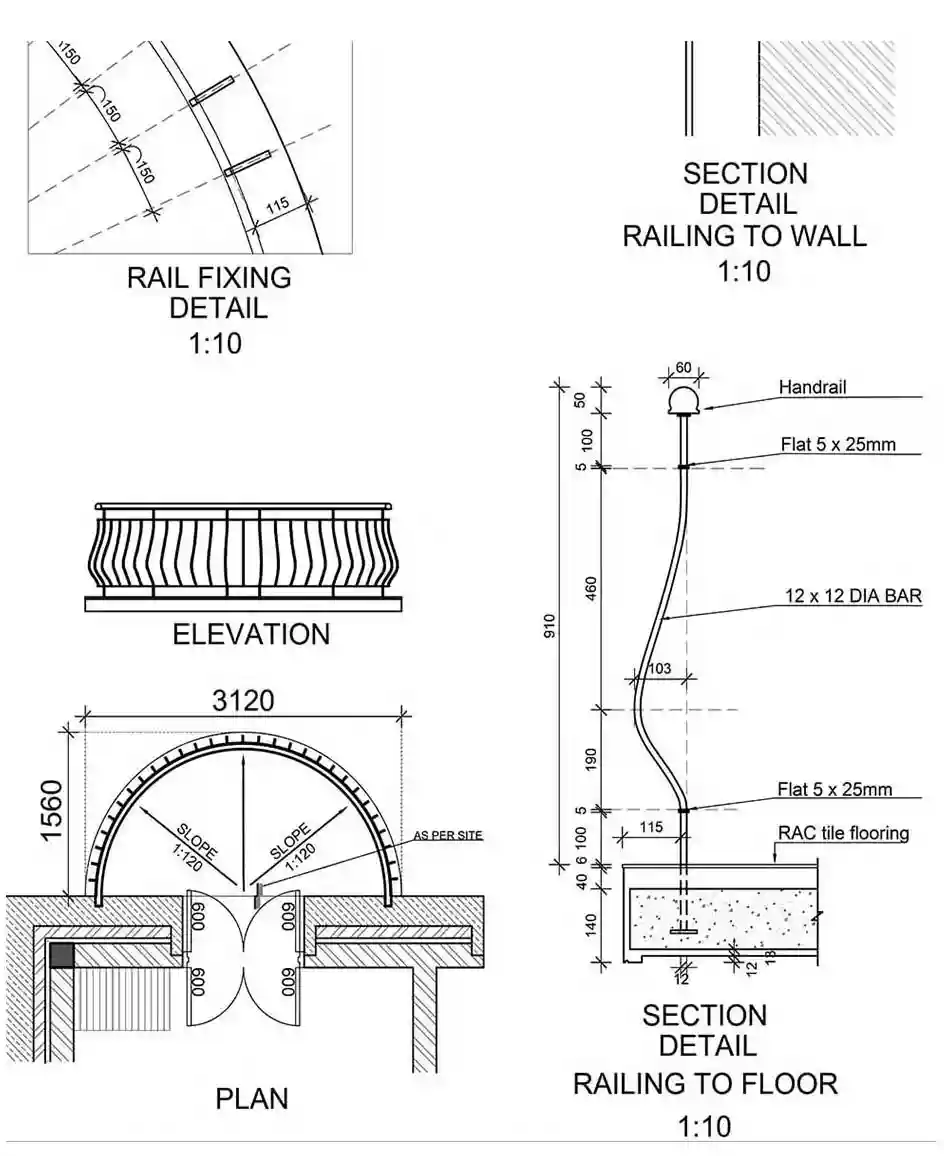 150
150
150
115
RAIL FIXING
DETAIL
1:10
SECTION
DETAIL
RAILING TO WALL
1:10
ELEVATION
3120
1560
SLOPE
1:120
SLOPE
1:120
AS PER SITE
600
600
600
600
PLAN
60
50
100
5
460
910
103
190
5
100
115
6
40
140
12
12
18
Handrail
Flat 5 x 25mm
12 x 12 DIA BAR
Flat 5 x 25mm
RAC tile flooring
SECTION
DETAIL
RAILING TO FLOOR
1:10